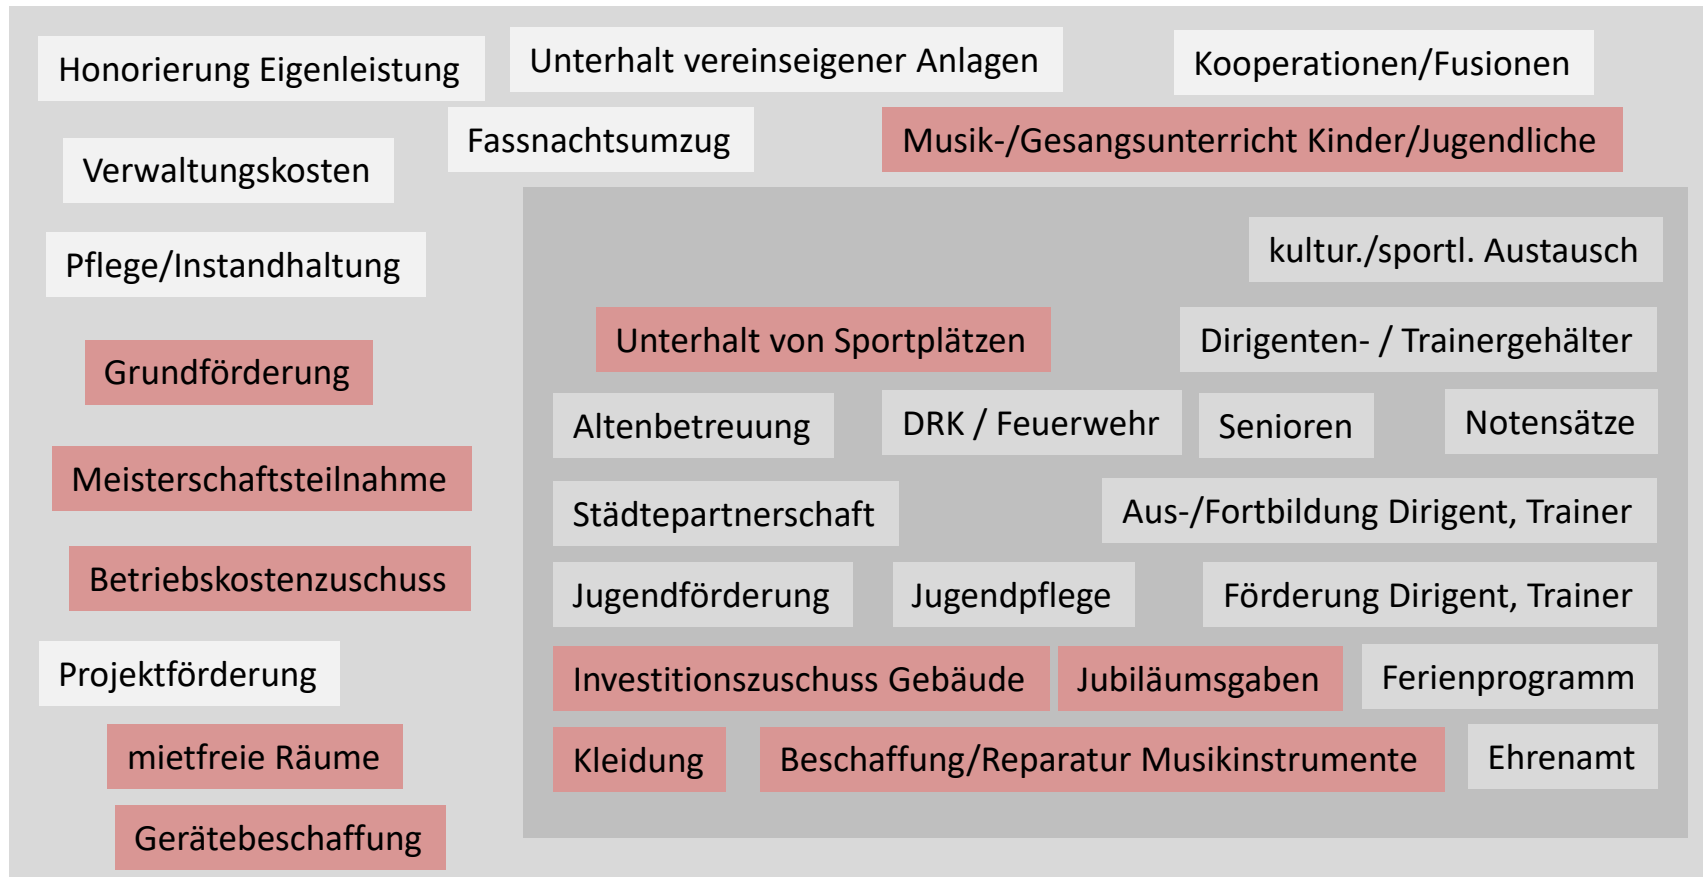 Honorierung Eigenleistung
Unterhalt vereinseigener Anlagen
Kooperationen/Fusionen
Fassnachtsumzug
Musik-/Gesangsunterricht Kinder/Jugendliche
Verwaltungskosten
Pflege/Instandhaltung
Grundförderung
Meisterschaftsteilnahme
Betriebskostenzuschuss
Projektförderung
mietfreie Räume
Gerätebeschaffung
kultur./sportl. Austausch
Unterhalt von Sportplätzen
Dirigenten- / Trainergehälter
Altenbetreuung
DRK / Feuerwehr
Senioren
Notensätze
Städtepartnerschaft
Aus-/Fortbildung Dirigent, Trainer
Jugendförderung
Jugendpflege
Förderung Dirigent, Trainer
Investitionszuschuss Gebäude
Jubiläumsgaben
Ferienprogramm
Kleidung
Beschaffung/Reparatur Musikinstrumente
Ehrenamt